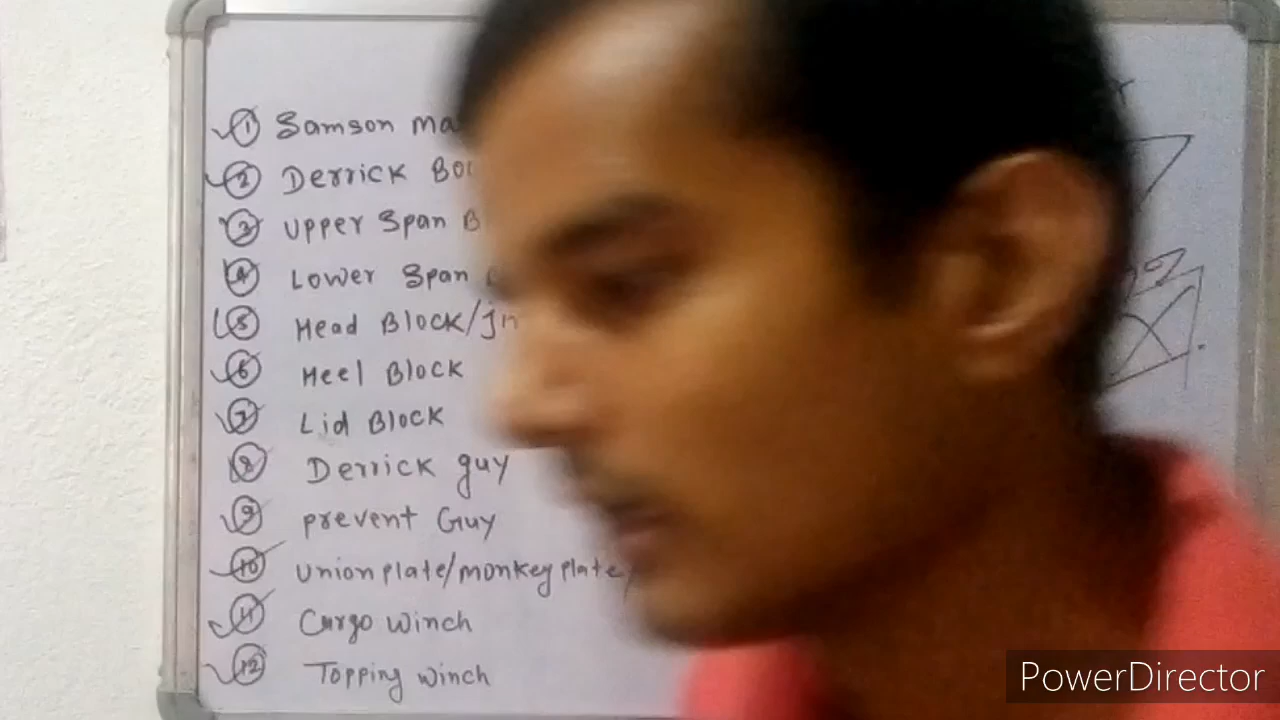 1 Samson
2 Derrick
3 Upper Span
4 Lower Span
5 Head Block/
6 Heel Block
7 Lid Block
8 Derrick guy
9 prevent Guy
10 Union plate/monkey plate/
11 Cargo winch
12 Topping winch
PowerDirector